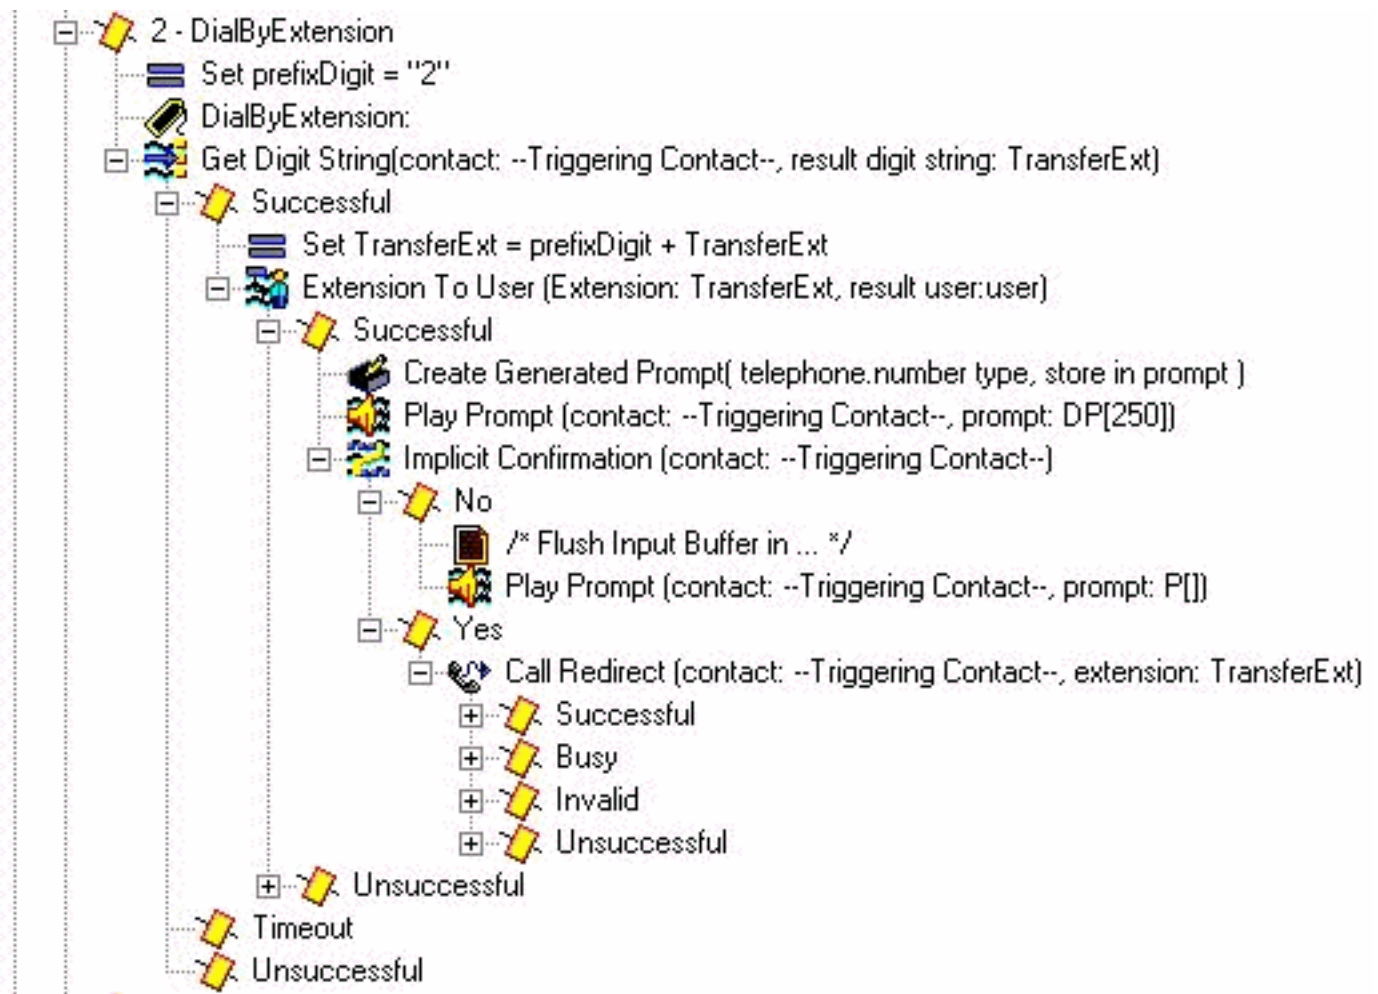 2 - DialByExtension
Set prefixDigit = "2"
DialByExtension:
Get Digit String(contact: --Triggering Contact--, result digit string: TransferExt)
Successful
Set TransferExt = prefixDigit + TransferExt
Extension To User (Extension: TransferExt, result user:user)
Successful
Create Generated Prompt( telephone.number type, store in prompt )
Play Prompt (contact: --Triggering Contact--, prompt: DP[250])
Implicit Confirmation (contact: --Triggering Contact--)
No
/* Flush Input Buffer in ... */
Play Prompt (contact: --Triggering Contact--, prompt: P[])
Yes
Call Redirect (contact: --Triggering Contact--, extension: TransferExt)
Successful
Busy
Invalid
Unsuccessful
Unsuccessful
Timeout
Unsuccessful